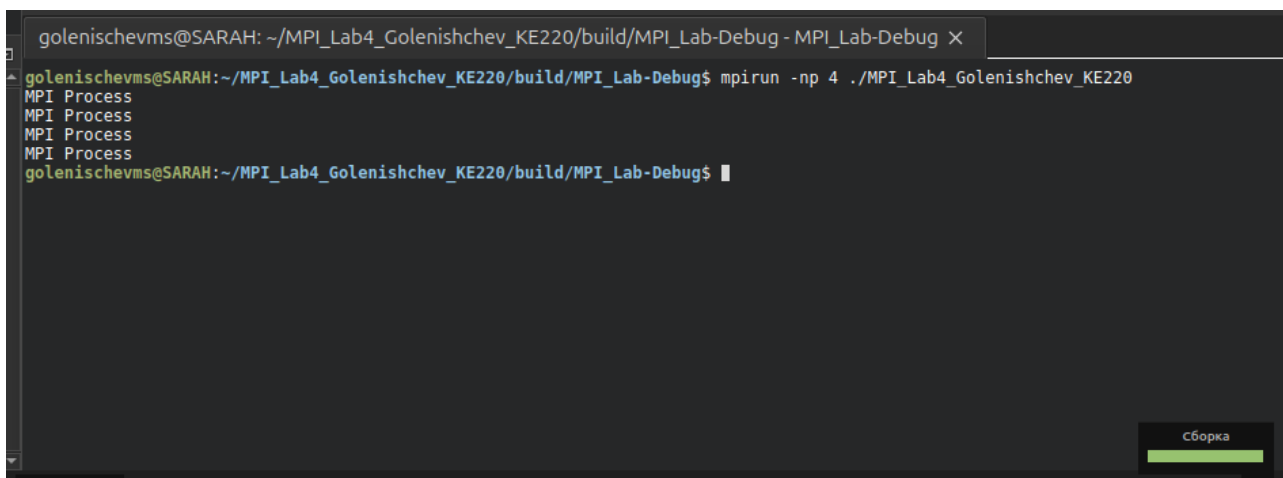 golenischevms@SARAH: ~/MPI_Lab4_Golenishchev_KE220/build/MPI_Lab-Debug - MPI_Lab-Debug ×
golenischevms@SARAH:~/MPI_Lab4_Golenishchev_KE220/build/MPI_Lab-Debug$ mpirun -np 4 ./MPI_Lab4_Golenishchev_KE220
MPI Process
MPI Process
MPI Process
MPI Process
golenischevms@SARAH:~/MPI_Lab4_Golenishchev_KE220/build/MPI_Lab-Debug$
Сборка